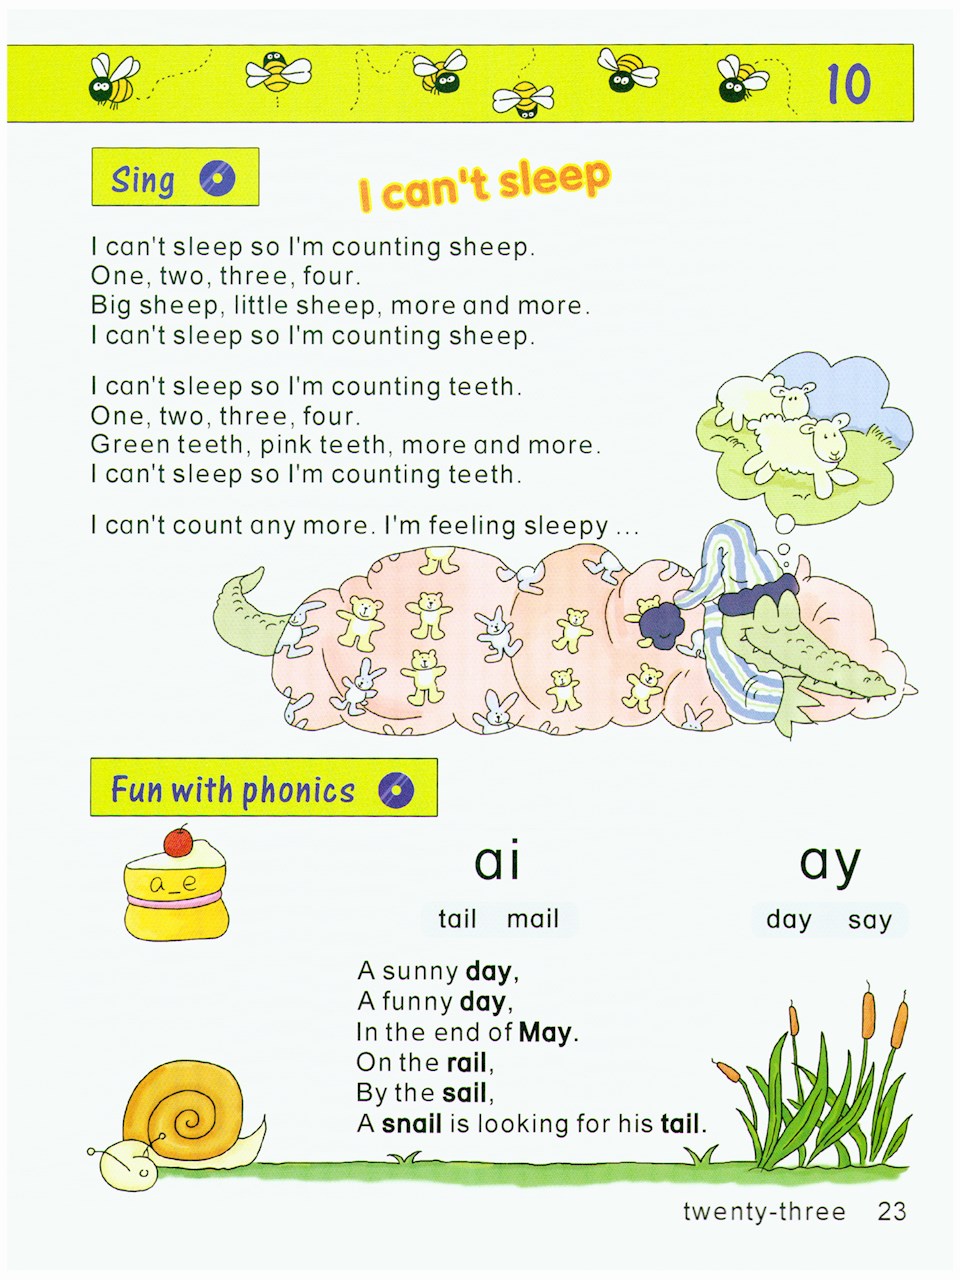 10
Sing
I can't sleep
I can't sleep so I'm counting sheep.
One, two, three, four.
Big sheep, little sheep, more and more.
I can't sleep so I'm counting sheep.
I can't sleep so I'm counting teeth.
One, two, three, four.
Green teeth, pink teeth, more and more.
I can't sleep so I'm counting teeth.
I can't count any more. I'm feeling sleepy ...
Fun with phonics
a_e
ai
ay
tail mail
day say
A sunny day,
A funny day,
In the end of May.
On the rail,
By the sail,
A snail is looking for his tail.
twenty-three 23